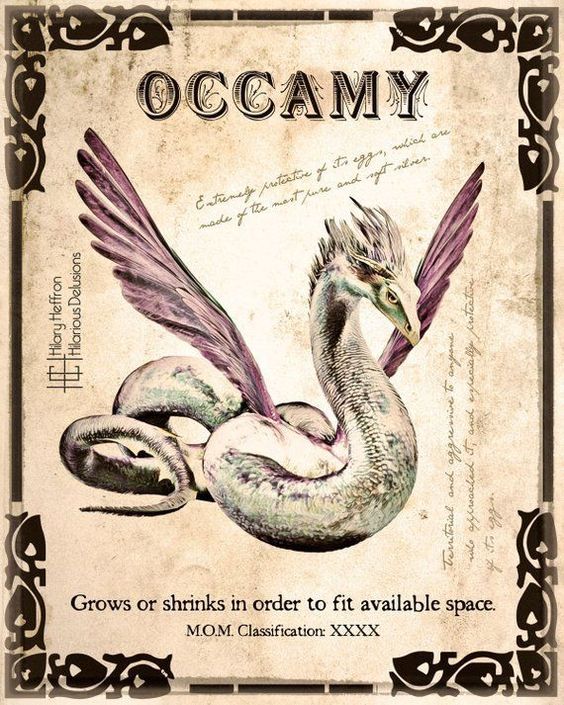 OCCAMY
Extremely protective of its eggs, which are
made of the most pure and soft silver.
Hilary Heffron
Hilarious Delusions
Territorial and aggressive to anyone
who approached it, and especially protective
of its eggs.
Grows or shrinks in order to fit available space.
M.O.M. Classification: XXXX